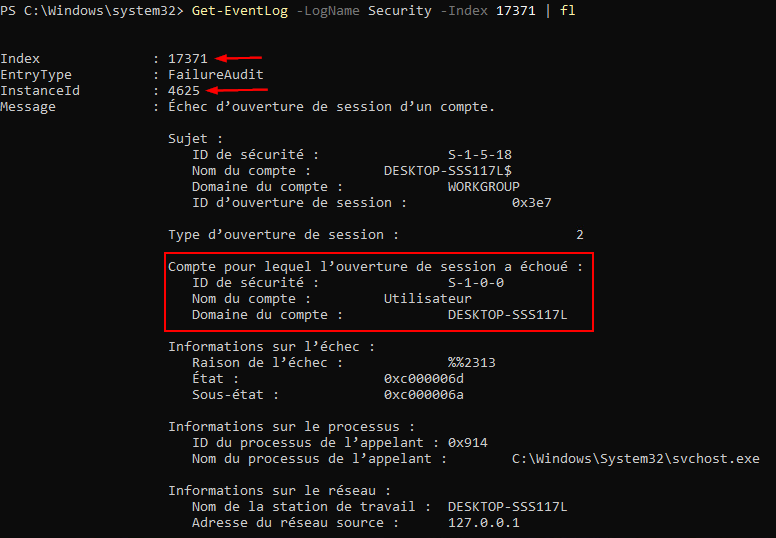 PS C:\Windows\system32> Get-EventLog -LogName Security -Index 17371 | fl
Index : 17371
EntryType : FailureAudit
InstanceId : 4625
Message : Échec d’ouverture de session d’un compte.
Sujet :
ID de sécurité : S-1-5-18
Nom du compte : DESKTOP-SSS117L$
Domaine du compte : WORKGROUP
ID d’ouverture de session : 0x3e7
Type d’ouverture de session : 2
Compte pour lequel l’ouverture de session a échoué :
ID de sécurité : S-1-0-0
Nom du compte : Utilisateur
Domaine du compte : DESKTOP-SSS117L
Informations sur l’échec :
Raison de l’échec : %%2313
État : 0xc000006d
Sous-état : 0xc000006a
Informations sur le processus :
ID du processus de l’appelant : 0x914
Nom du processus de l’appelant : C:\Windows\System32\svchost.exe
Informations sur le réseau :
Nom de la station de travail : DESKTOP-SSS117L
Adresse du réseau source : 127.0.0.1